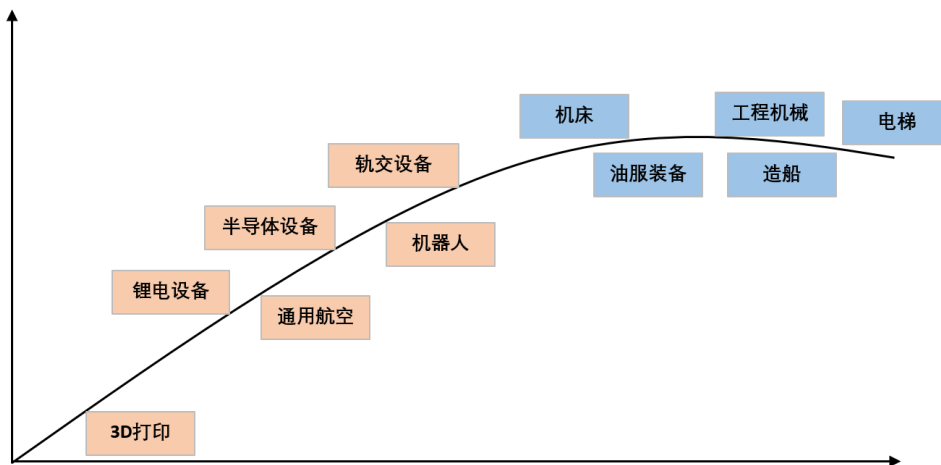 机床
工程机械
电梯
轨交设备
油服装备
造船
半导体设备
机器人
锂电设备
通用航空
3D打印